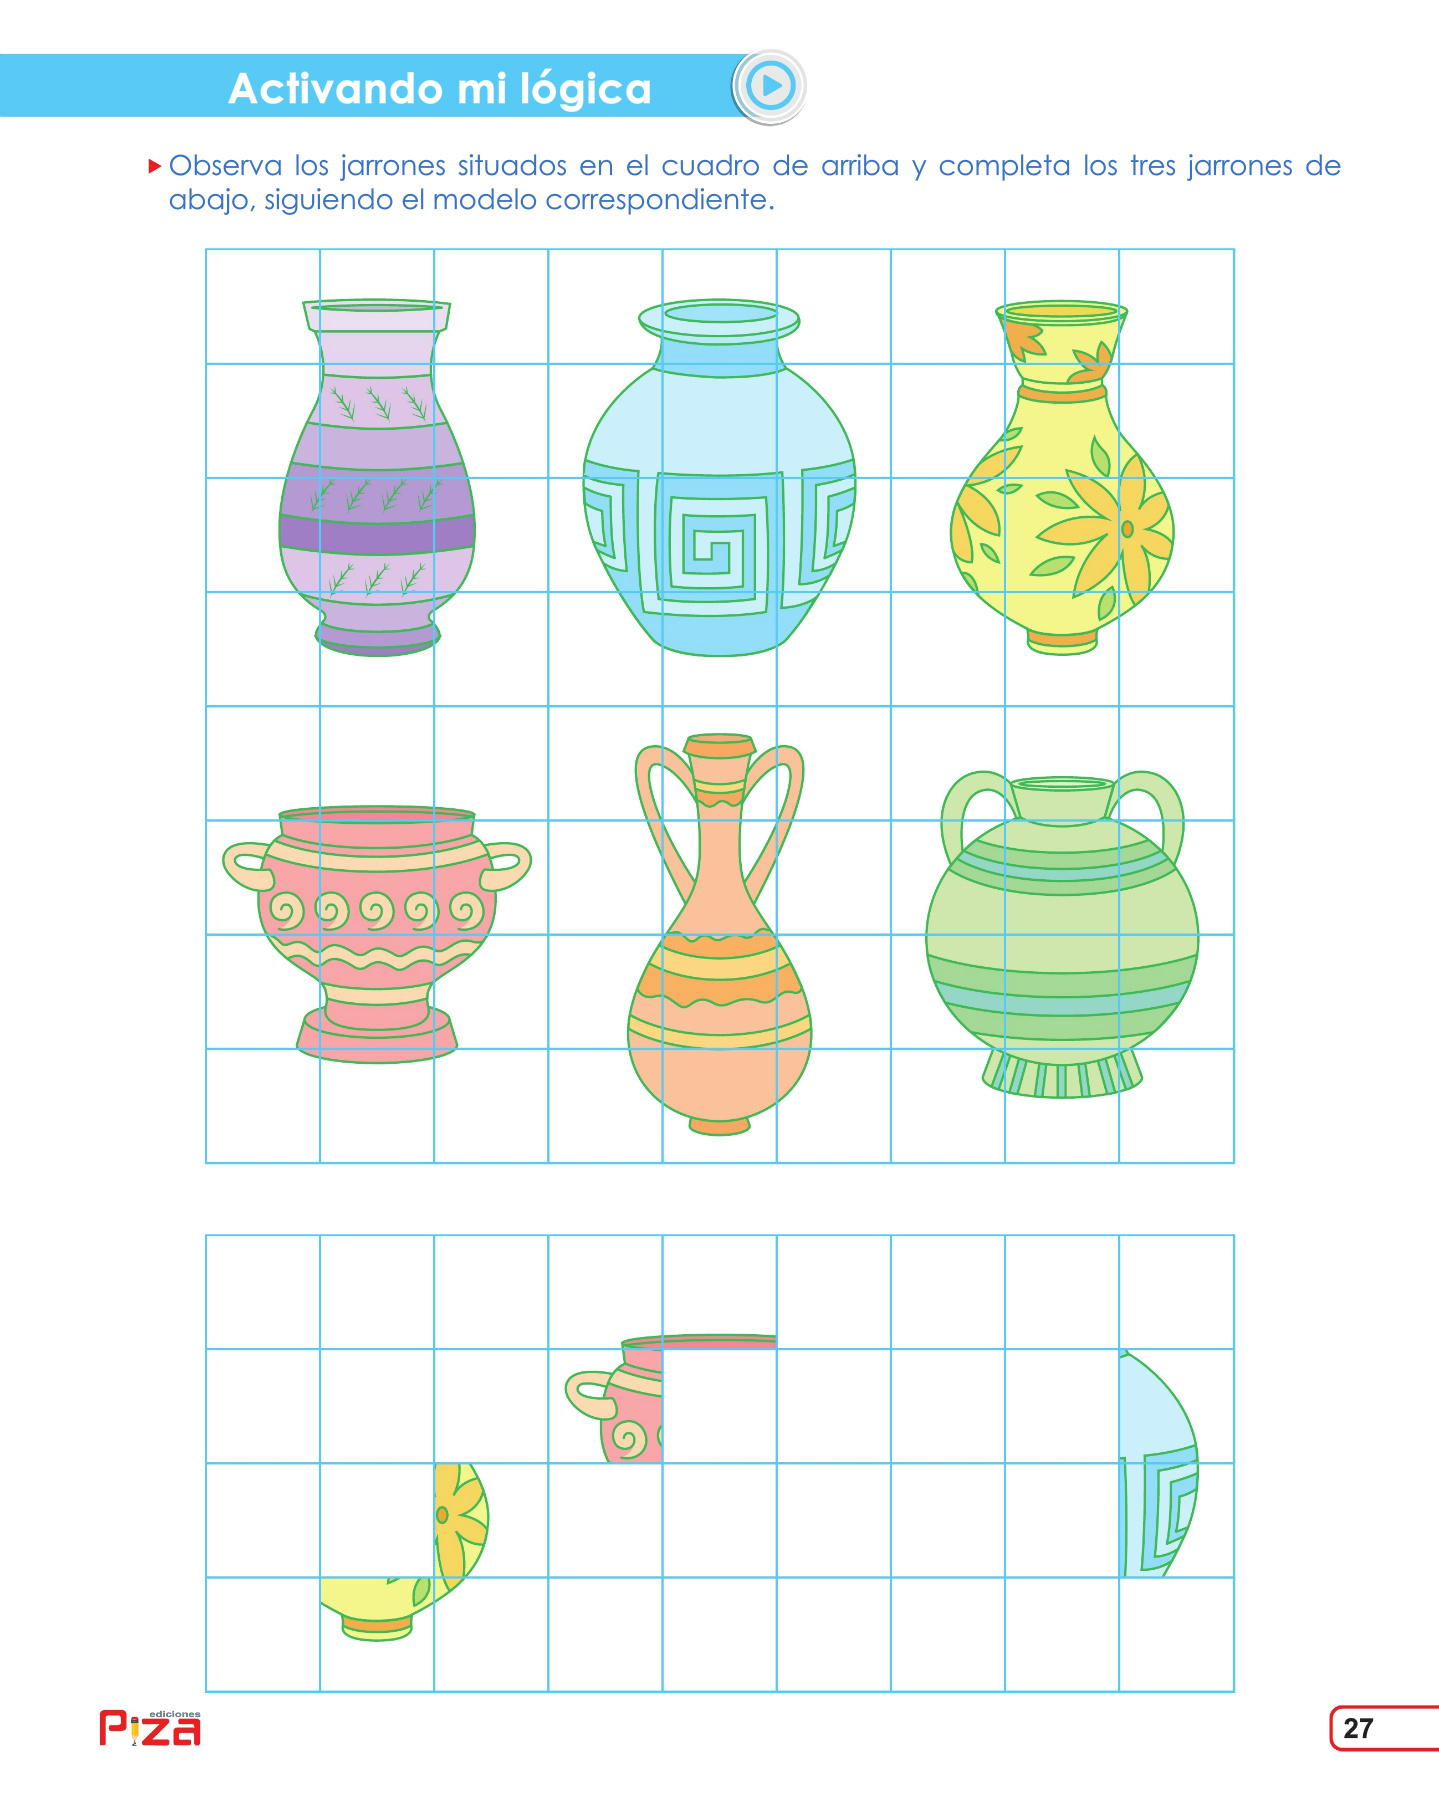 Activando mi lógica
Observa los jarrones situados en el cuadro de arriba y completa los tres jarrones de
abajo, siguiendo el modelo correspondiente.
ediciones
Piza
27